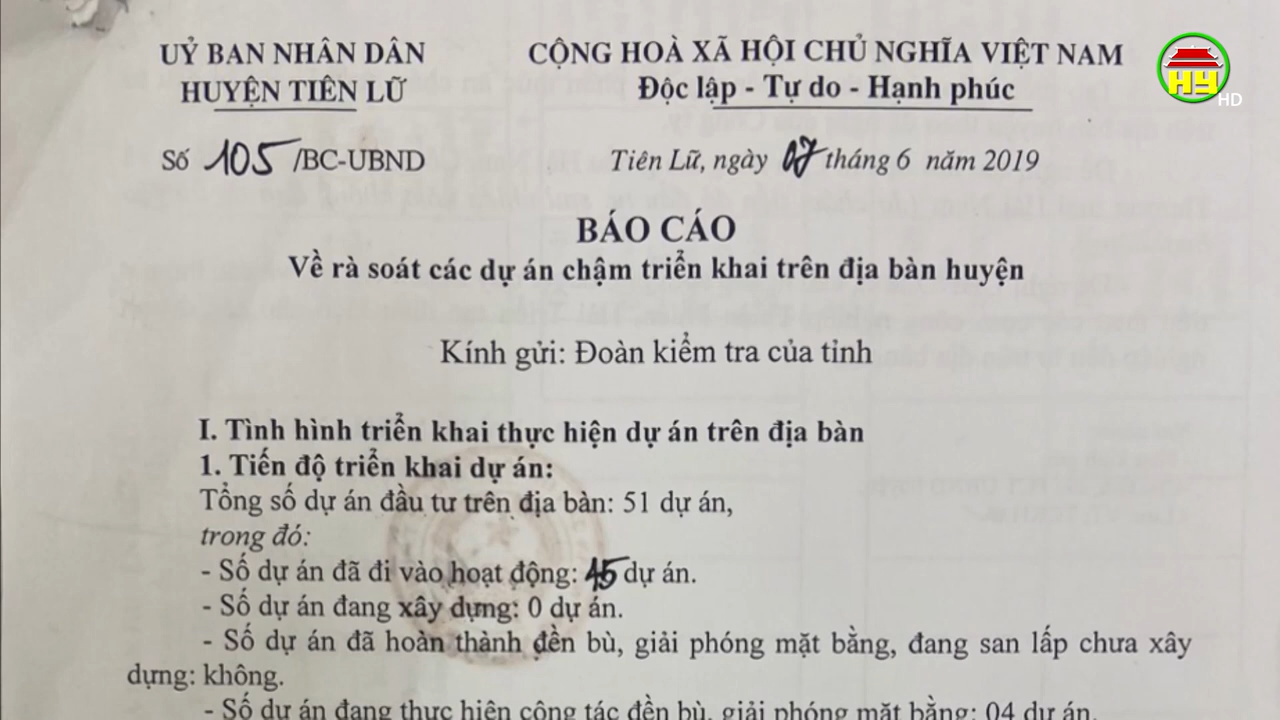 UỶ BAN NHÂN DÂN
HUYỆN TIÊN LỮ
CỘNG HOÀ XÃ HỘI CHỦ NGHĨA VIỆT NAM
Độc lập - Tự do - Hạnh phúc
HY HD
Số 105 /BC-UBND
Tiên Lữ, ngày 07 tháng 6 năm 2019
BÁO CÁO
Về rà soát các dự án chậm triển khai trên địa bàn huyện
Kính gửi: Đoàn kiểm tra của tỉnh
I. Tình hình triển khai thực hiện dự án trên địa bàn
1. Tiến độ triển khai dự án:
Tổng số dự án đầu tư trên địa bàn: 51 dự án,
trong đó:
- Số dự án đã đi vào hoạt động: 45 dự án.
- Số dự án đang xây dựng: 0 dự án.
- Số dự án đã hoàn thành đền bù, giải phóng mặt bằng, đang san lấp chưa xây
dựng: không.
- Số dự án đang thực hiện công tác đền bù, giải phóng mặt bằng: 04 dự án.